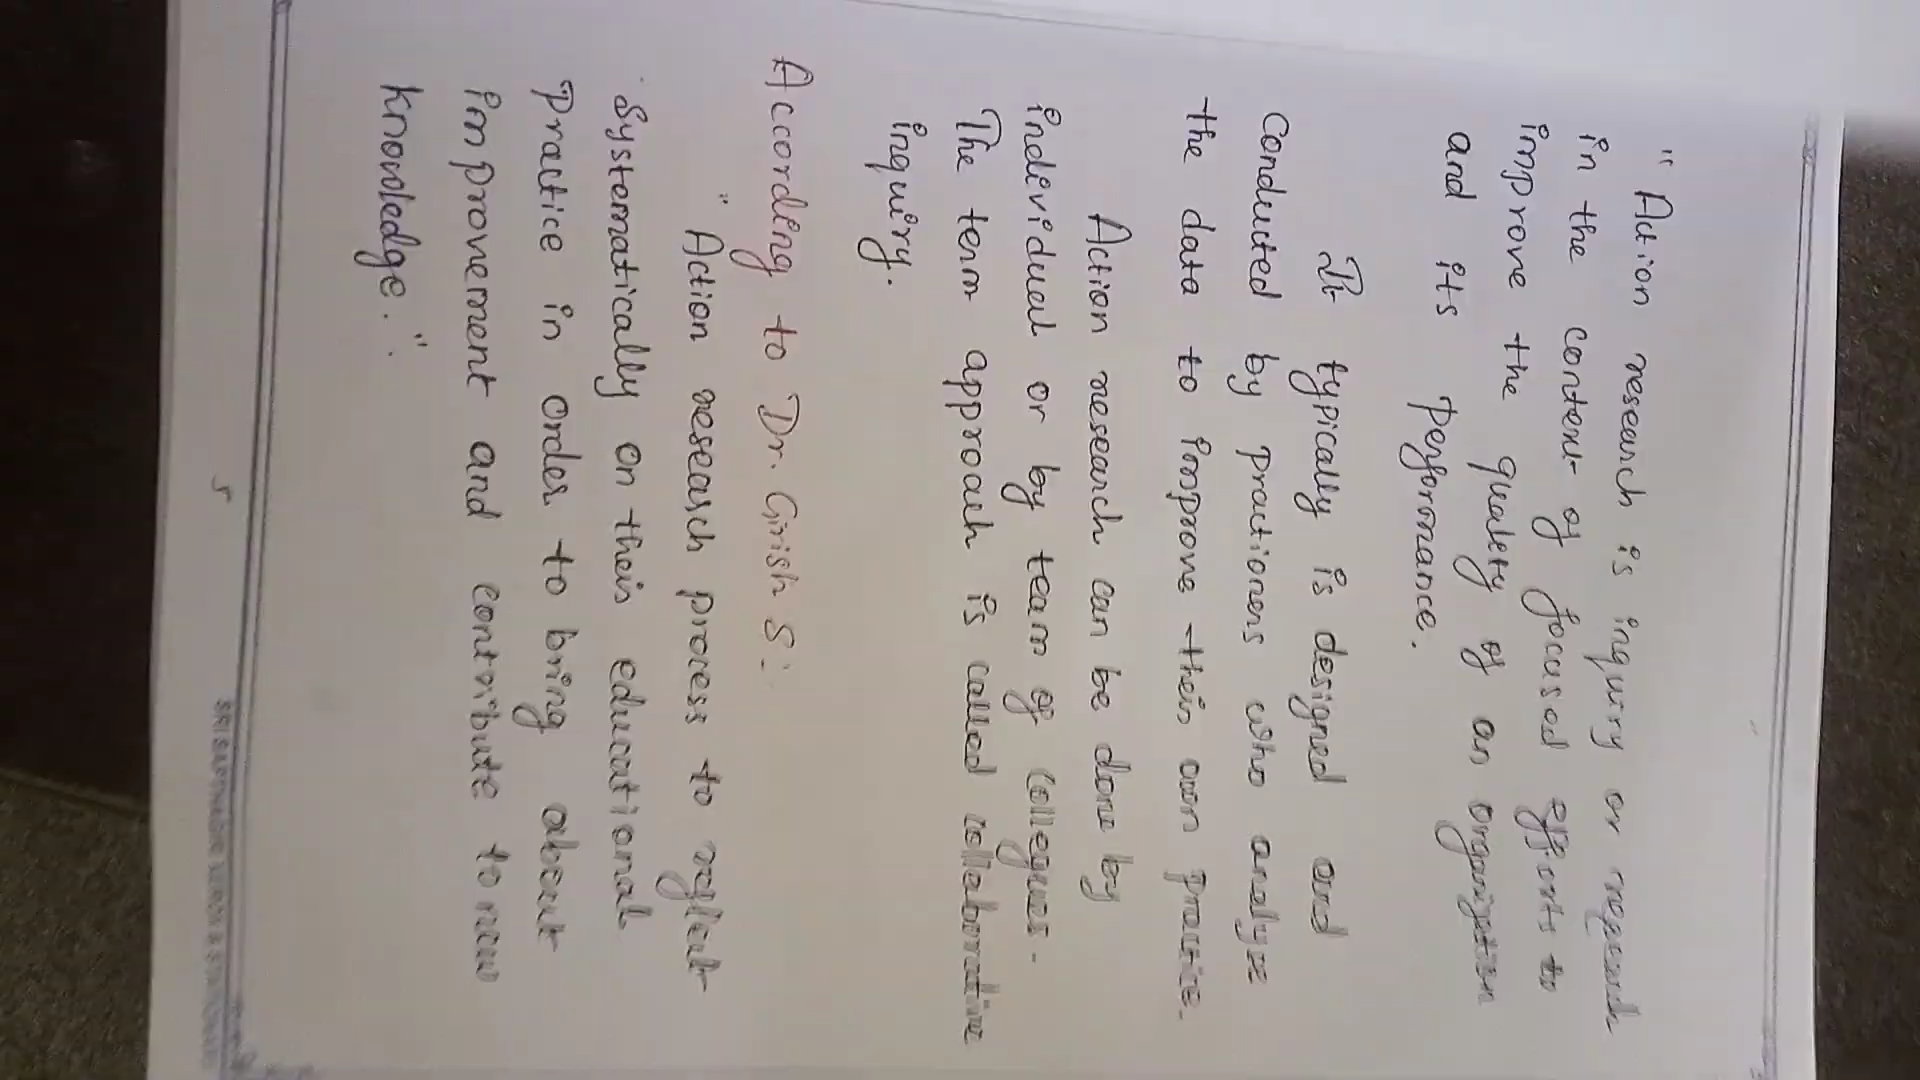 "Action research is inquiry or research
in the context of focused efforts to
improve the quality of an organization
and its performance.
It typically is designed and
Conducted by practioners who analyze
the data to improve their own practice.
Action research can be done by
individual or by team of collegues.
The term approach is called collaborative
inquiry.
According to Dr. Girish S:
"Action research process to reflect
Systematically on their educational
practice in order to bring about
improvement and contribute to new
knowledge."
5